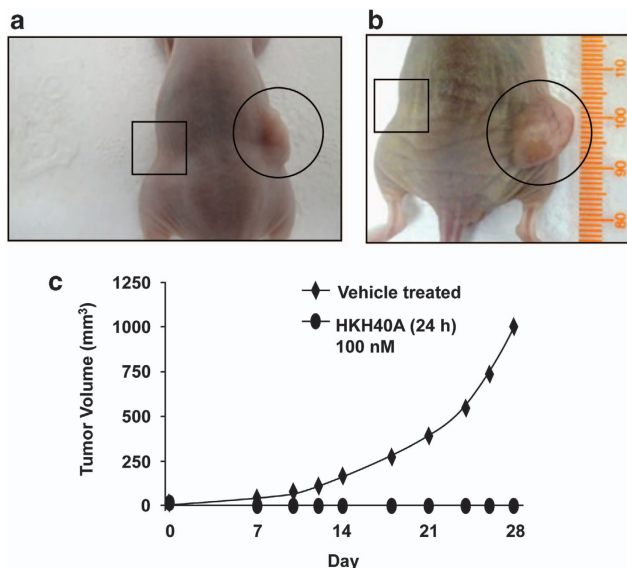 a
b
110
100
90
80
c
Tumor Volume (mm³)
1250
1000
750
500
250
0
Vehicle treated
HKH40A (24 h)
100 nM
0 7 14 21 28
Day